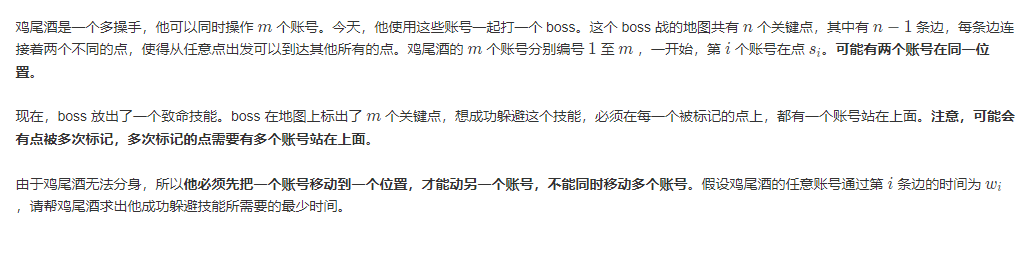 鸡尾酒是一个多操手，他可以同时操作 m 个账号。今天，他使用这些账号一起打一个 boss。这个 boss 战的地图共有 n 个关键点，其中有 n − 1 条边，每条边连
接着两个不同的点，使得从任意点出发可以到达其他所有的点。鸡尾酒的 m 个账号分别编号 1 至 m ，一开始，第 i 个账号在点 s_i。可能有两个账号在同一位
置。
现在，boss 放出了一个致命技能。boss 在地图上标出了 m 个关键点，想成功躲避这个技能，必须在每一个被标记的点上，都有一个账号站在上面。注意，可能会
有点被多次标记，多次标记的点需要有多个账号站在上面。
由于鸡尾酒无法分身，所以他必须先把一个账号移动到一个位置，才能动另一个账号，不能同时移动多个账号。假设鸡尾酒的任意账号通过第 i 条边的时间为 w_i
，请帮鸡尾酒求出他成功躲避技能所需要的最少时间。